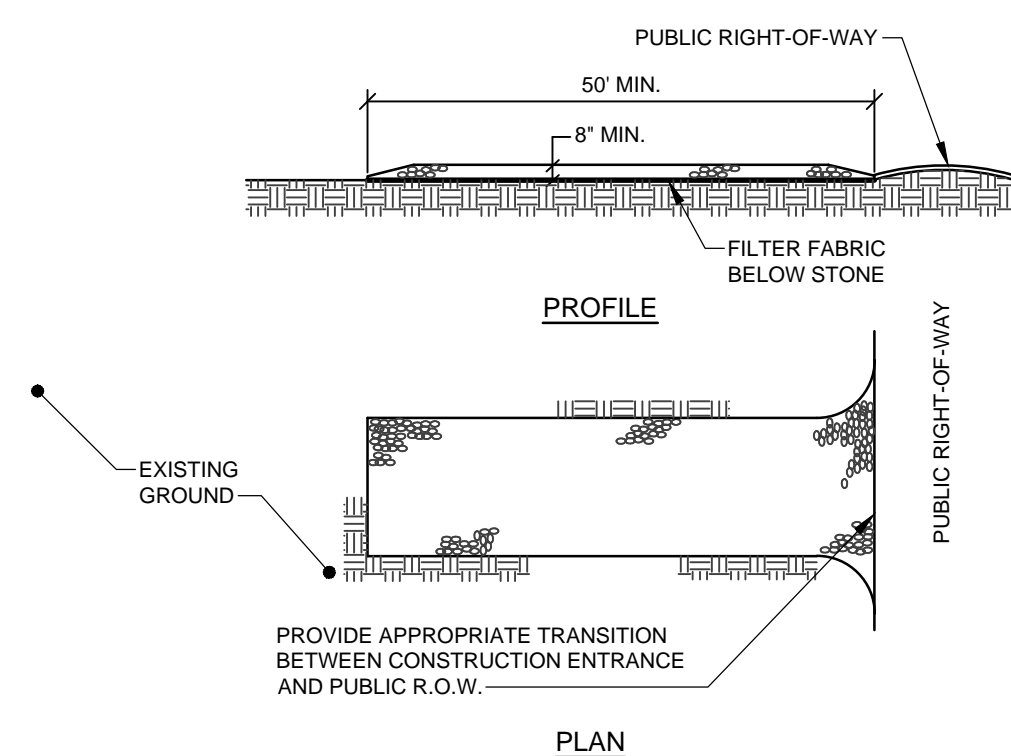 PUBLIC RIGHT-OF-WAY
50' MIN.
8" MIN.
FILTER FABRIC
BELOW STONE
PROFILE
PUBLIC RIGHT-OF-WAY
EXISTING
GROUND
PROVIDE APPROPRIATE TRANSITION
BETWEEN CONSTRUCTION ENTRANCE
AND PUBLIC R.O.W.
PLAN